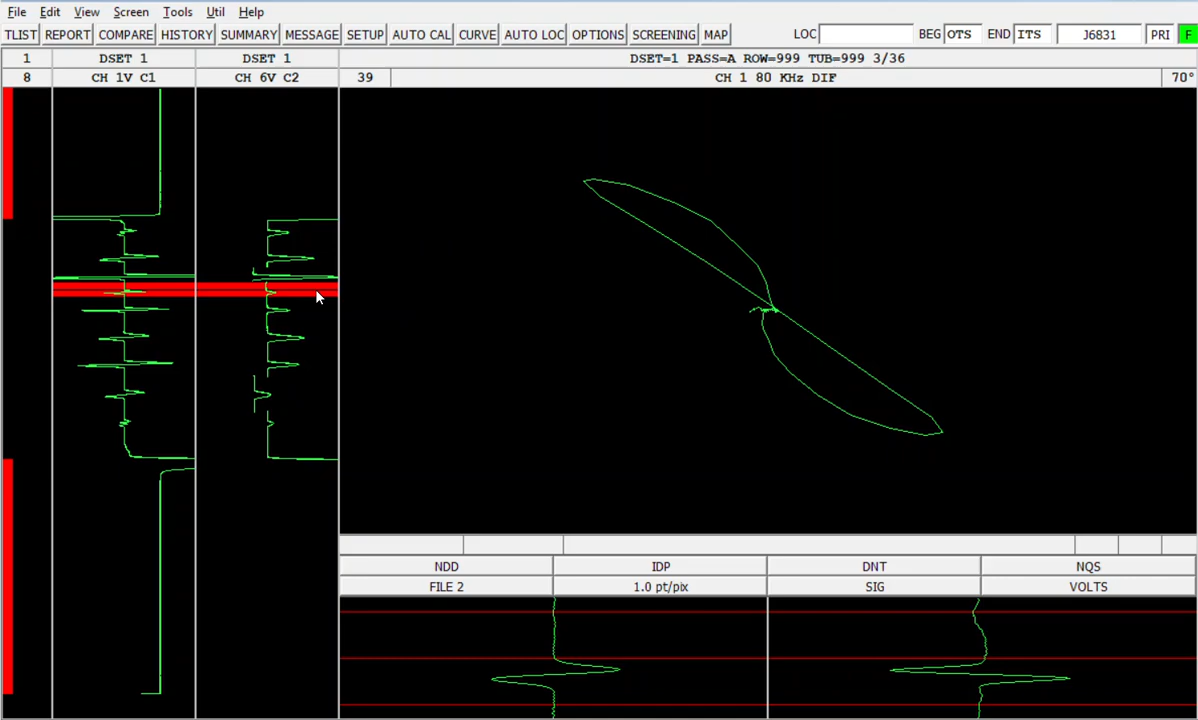 File Edit View Screen Tools Util Help
TLIST REPORT COMPARE HISTORY SUMMARY MESSAGE SETUP AUTO CAL CURVE AUTO LOC OPTIONS SCREENING MAP LOC BEG OTS END ITS J6831 PRI F
1 DSET 1 DSET 1 DSET=1 PASS=A ROW=999 TUB=999 3/36
8 CH 1V C1 CH 6V C2 39 CH 1 80 KHz DIF 70°
NDD IDP DNT NQS
FILE 2 1.0 pt/pix SIG VOLTS